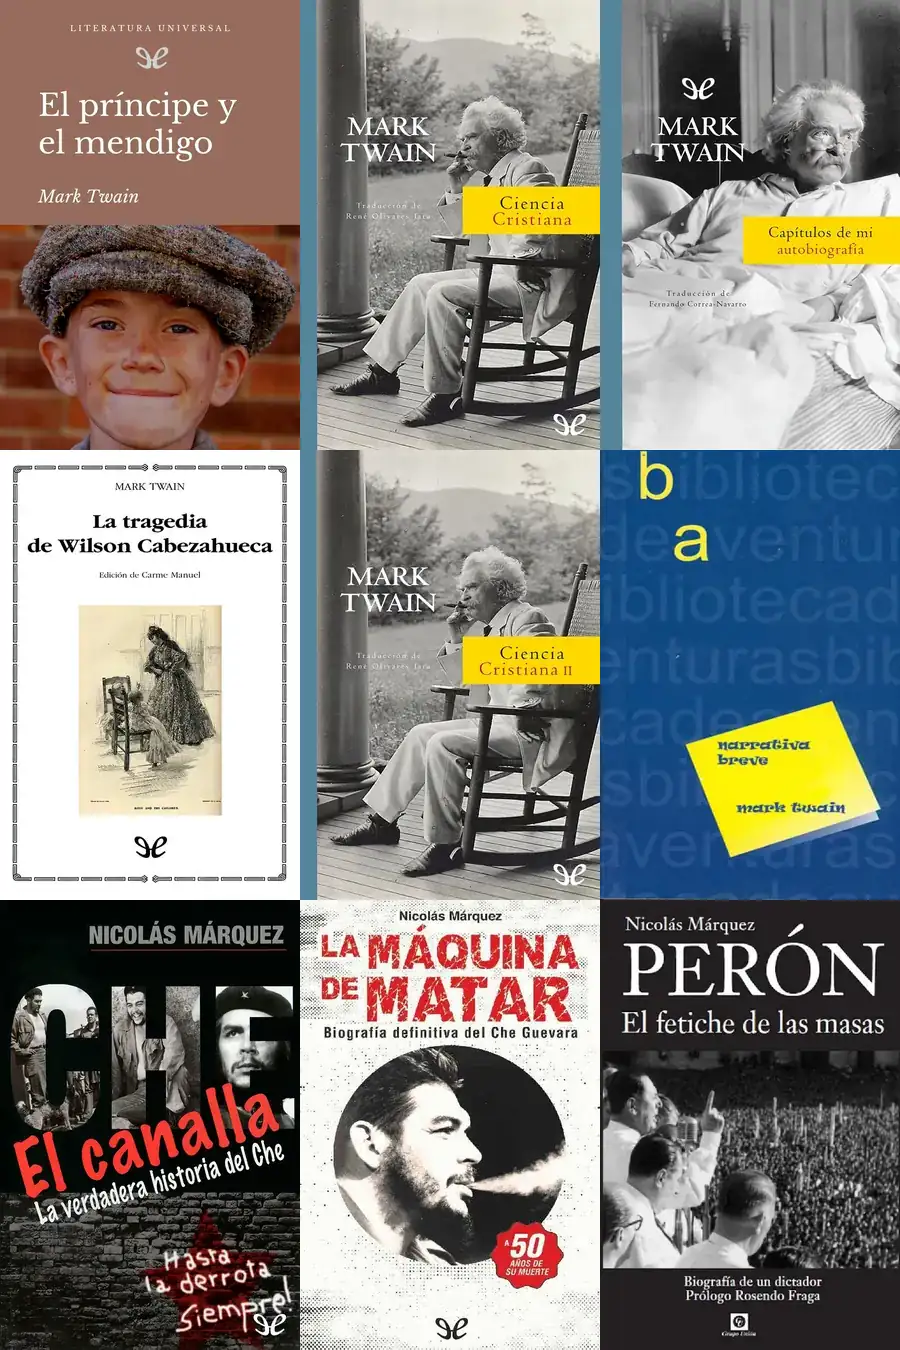 LITERATURA UNIVERSAL
El príncipe y
el mendigo
Mark Twain
MARK
TWAIN
Traducción de
René Olivares Jara
Ciencia
Cristiana
MARK
TWAIN
Capítulos de mi
autobiografía
Traducción de
Fernando Correa-Navarro
MARK TWAIN
La tragedia
de Wilson Cabezahueca
Edición de Carme Manuel
MARK
TWAIN
Traducción de
René Olivares Jara
Ciencia
Cristiana II
b
a
narrativa
breve
mark twain
NICOLÁS MÁRQUEZ
CHE
El canalla
La verdadera historia del Che
Hasta
la derrota
siempre!
Nicolás Márquez
LA MÁQUINA
DE MATAR
Biografía definitiva del Che Guevara
A 50
AÑOS DE
SU MUERTE
Nicolás Márquez
PERÓN
El fetiche de las masas
Biografía de un dictador
Prólogo Rosendo Fraga
Grupo Unión